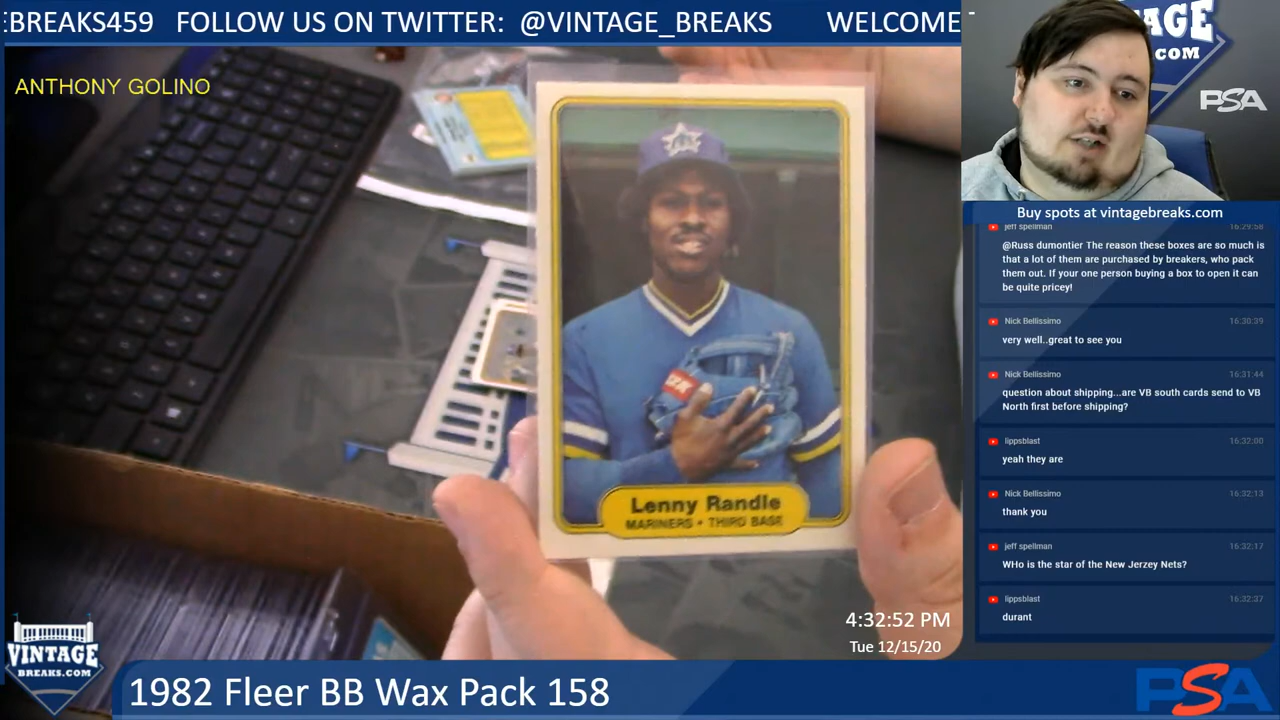 EBREAKS459 FOLLOW US ON TWITTER: @VINTAGE_BREAKS WELCOME
ANTHONY GOLINO
AGE
.COM
PSA
Buy spots at vintagebreaks.com
jeff spellman 16:29:58
@Russ dumontier The reason these boxes are so much is
that a lot of them are purchased by breakers, who pack
them out. If your one person buying a box to open it can
be quite pricey!
Nick Bellissimo 16:30:39
very well..great to see you
Nick Bellissimo 16:31:44
question about shipping...are VB south cards send to VB
North first before shipping?
lippsblast 16:32:00
yeah they are
Nick Bellissimo 16:32:13
thank you
jeff spellman 16:32:17
WHo is the star of the New Jerzey Nets?
lippsblast 16:32:37
durant
Lenny Randle
MARINERS • THIRD BASE
4:32:52 PM
Tue 12/15/20
VINTAGE
BREAKS.COM
1982 Fleer BB Wax Pack 158
PSA